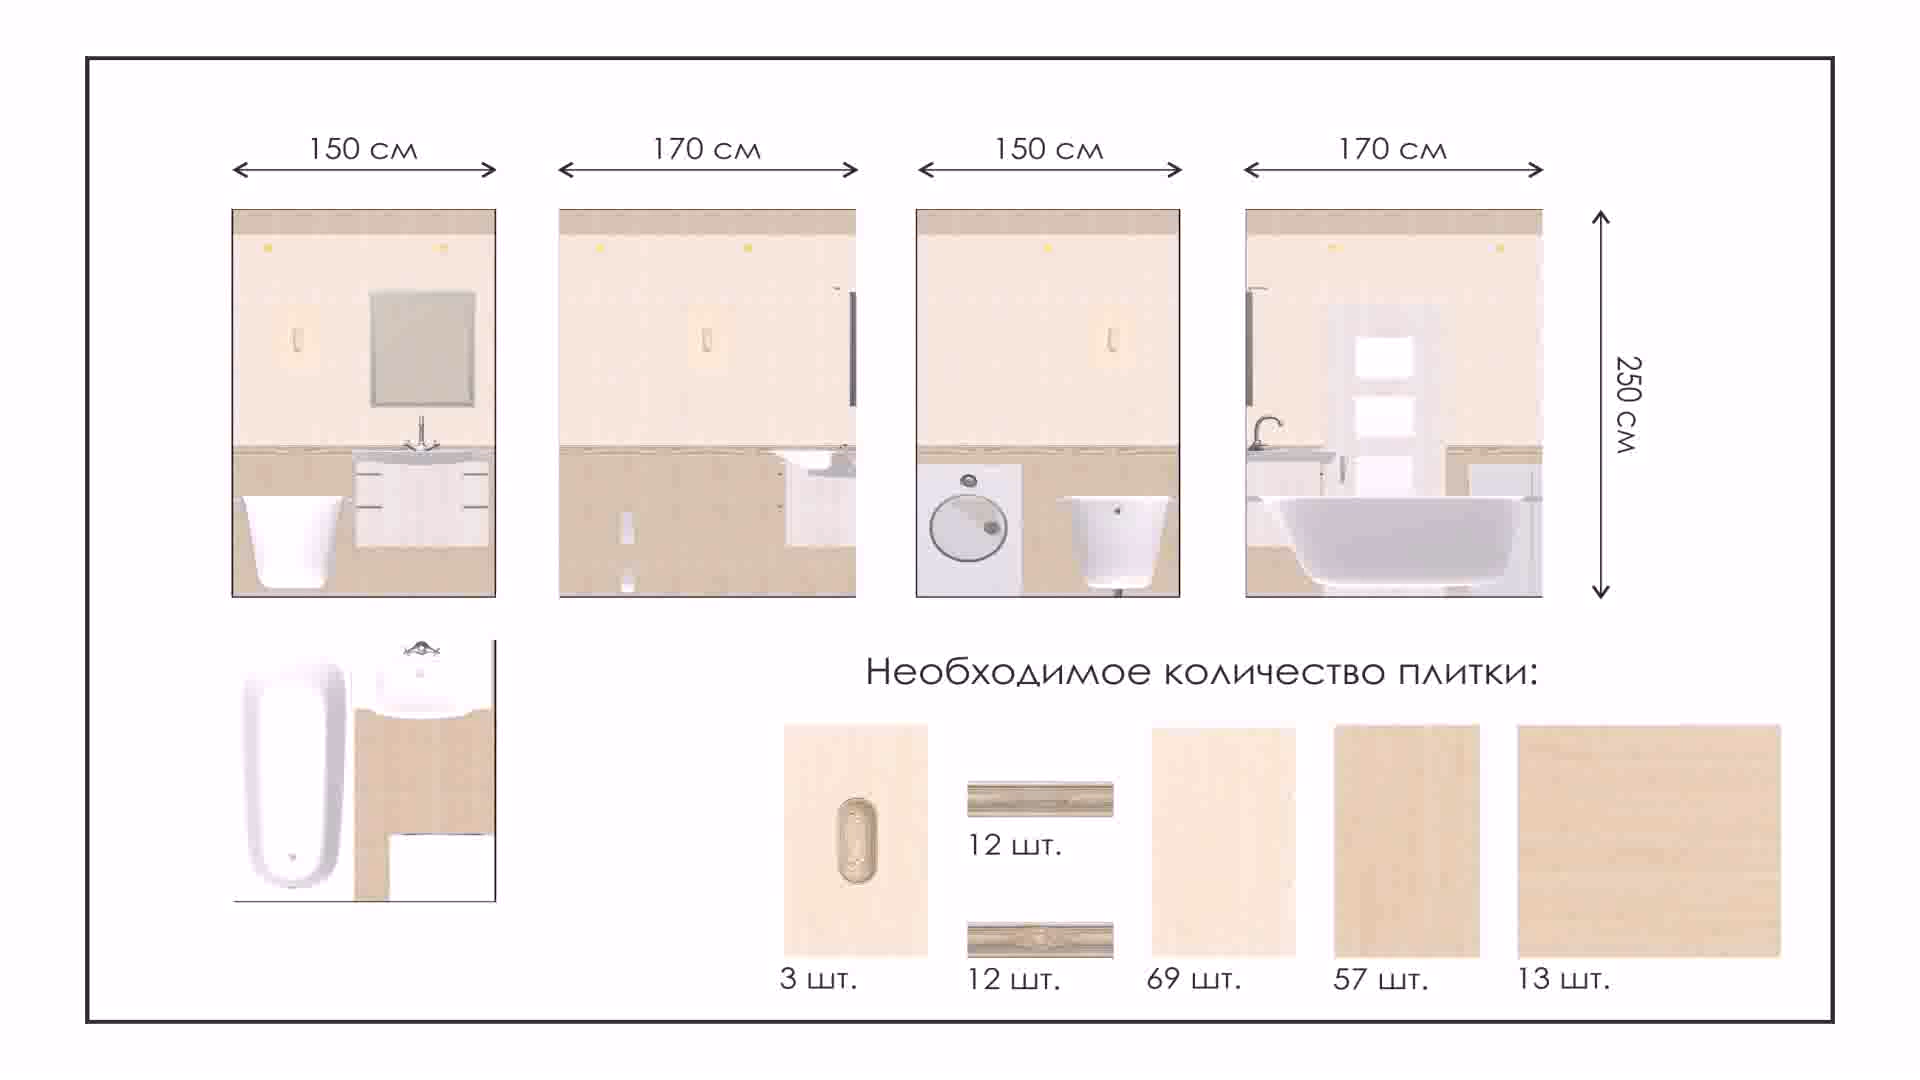 150 см
170 см
150 см
170 см
250 см
Необходимое количество плитки:
12 шт.
3 шт.
12 шт.
69 шт.
57 шт.
13 шт.